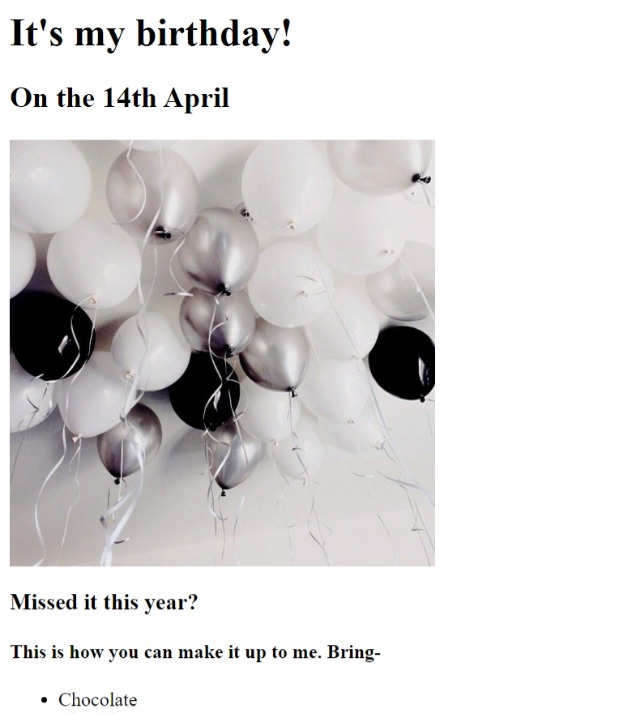 It's my birthday!
On the 14th April
Missed it this year?
This is how you can make it up to me. Bring-
Chocolate